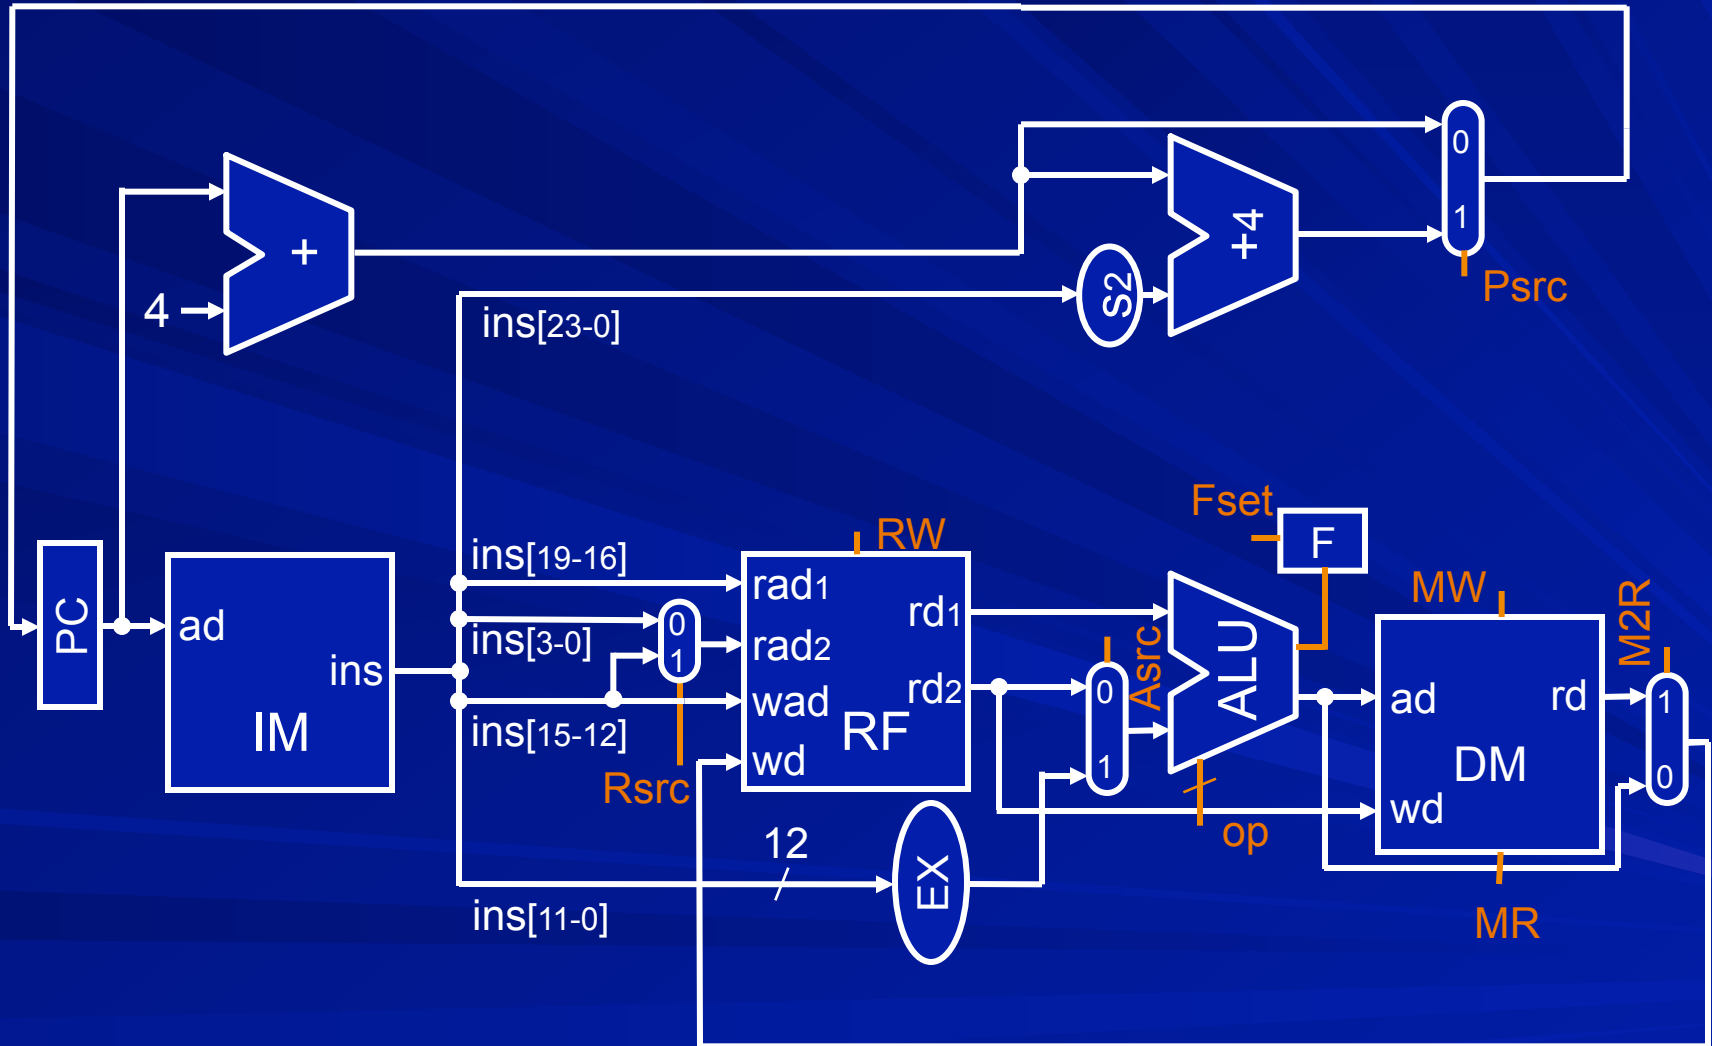 0
1
Psrc
+
+4
4
s2
ins[23-0]
Fset
F
RW
ins[19-16]
rad1
rd1
MW
M2R
PC
ad
ins
IM
ins[3-0]
0
1
rad2
wad
wd
rd2
RF
ins[15-12]
Rsrc
Asrc
0
1
ALU
op
ad
rd
DM
wd
1
0
MR
12
EX
ins[11-0]